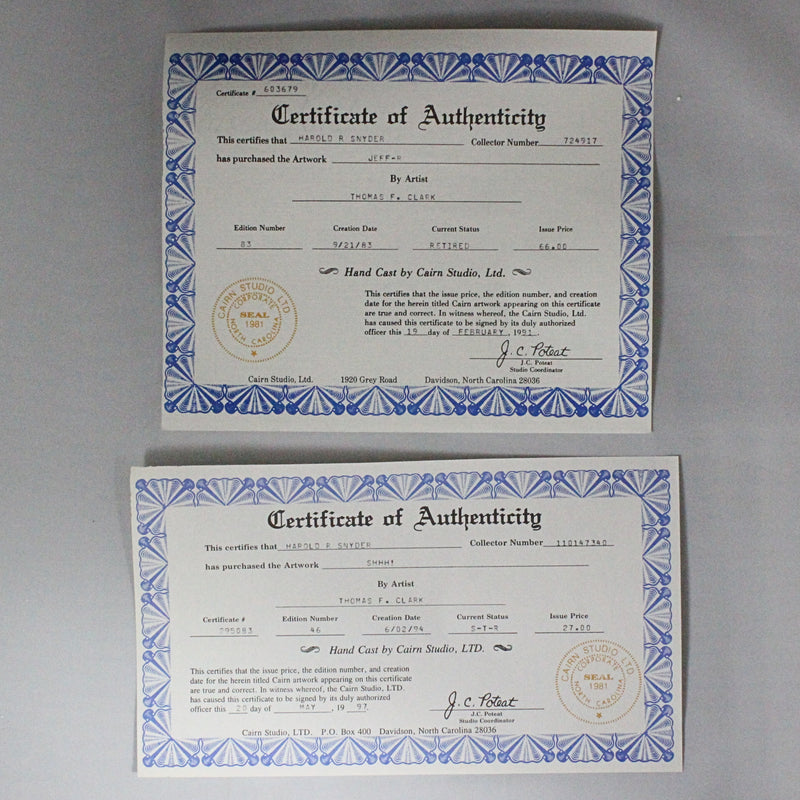 Certificate # 603679
Certificate of Authenticity
This certifies that HAROLD R SNYDER Collector Number 724917
has purchased the Artwork JEFF-R
By Artist
THOMAS F. CLARK
Edition Number Creation Date Current Status Issue Price
83 9/21/83 RETIRED 66.00
Hand Cast by Cairn Studio, Ltd.
This certifies that the issue price, the edition number, and creation
date for the herein titled Cairn artwork appearing on this certificate
are true and correct. In witness whereof, the Cairn Studio, Ltd.
has caused this certificate to be signed by its duly authorized
officer this 19 day of FEBRUARY, 1991.
CAIRN STUDIO LTD
CORPORATE
SEAL
1981
NORTH CAROLINA
J.C. Poteat
J.C. Poteat
Studio Coordinator
Cairn Studio, Ltd. 1920 Grey Road Davidson, North Carolina 28036
Certificate of Authenticity
This certifies that HAROLD R SNYDER Collector Number 110147340
has purchased the Artwork SHHH!
By Artist
THOMAS F. CLARK
Certificate # Edition Number Creation Date Current Status Issue Price
46 6/02/94 S-T-R 27.00
Hand Cast by Cairn Studio, LTD.
This certifies that the issue price, the edition number, and creation
date for the herein titled Cairn artwork appearing on this certificate
are true and correct. In witness whereof, the Cairn Studio, LTD.
has caused this certificate to be signed by its duly authorized
officer this 20 day of MAY, 19 97.
J.C. Poteat
J.C. Poteat
Studio Coordinator
CAIRN STUDIO LTD
CORPORATE
SEAL
1981
NORTH CAROLINA
Cairn Studio, LTD. P.O. Box 400 Davidson, North Carolina 28036